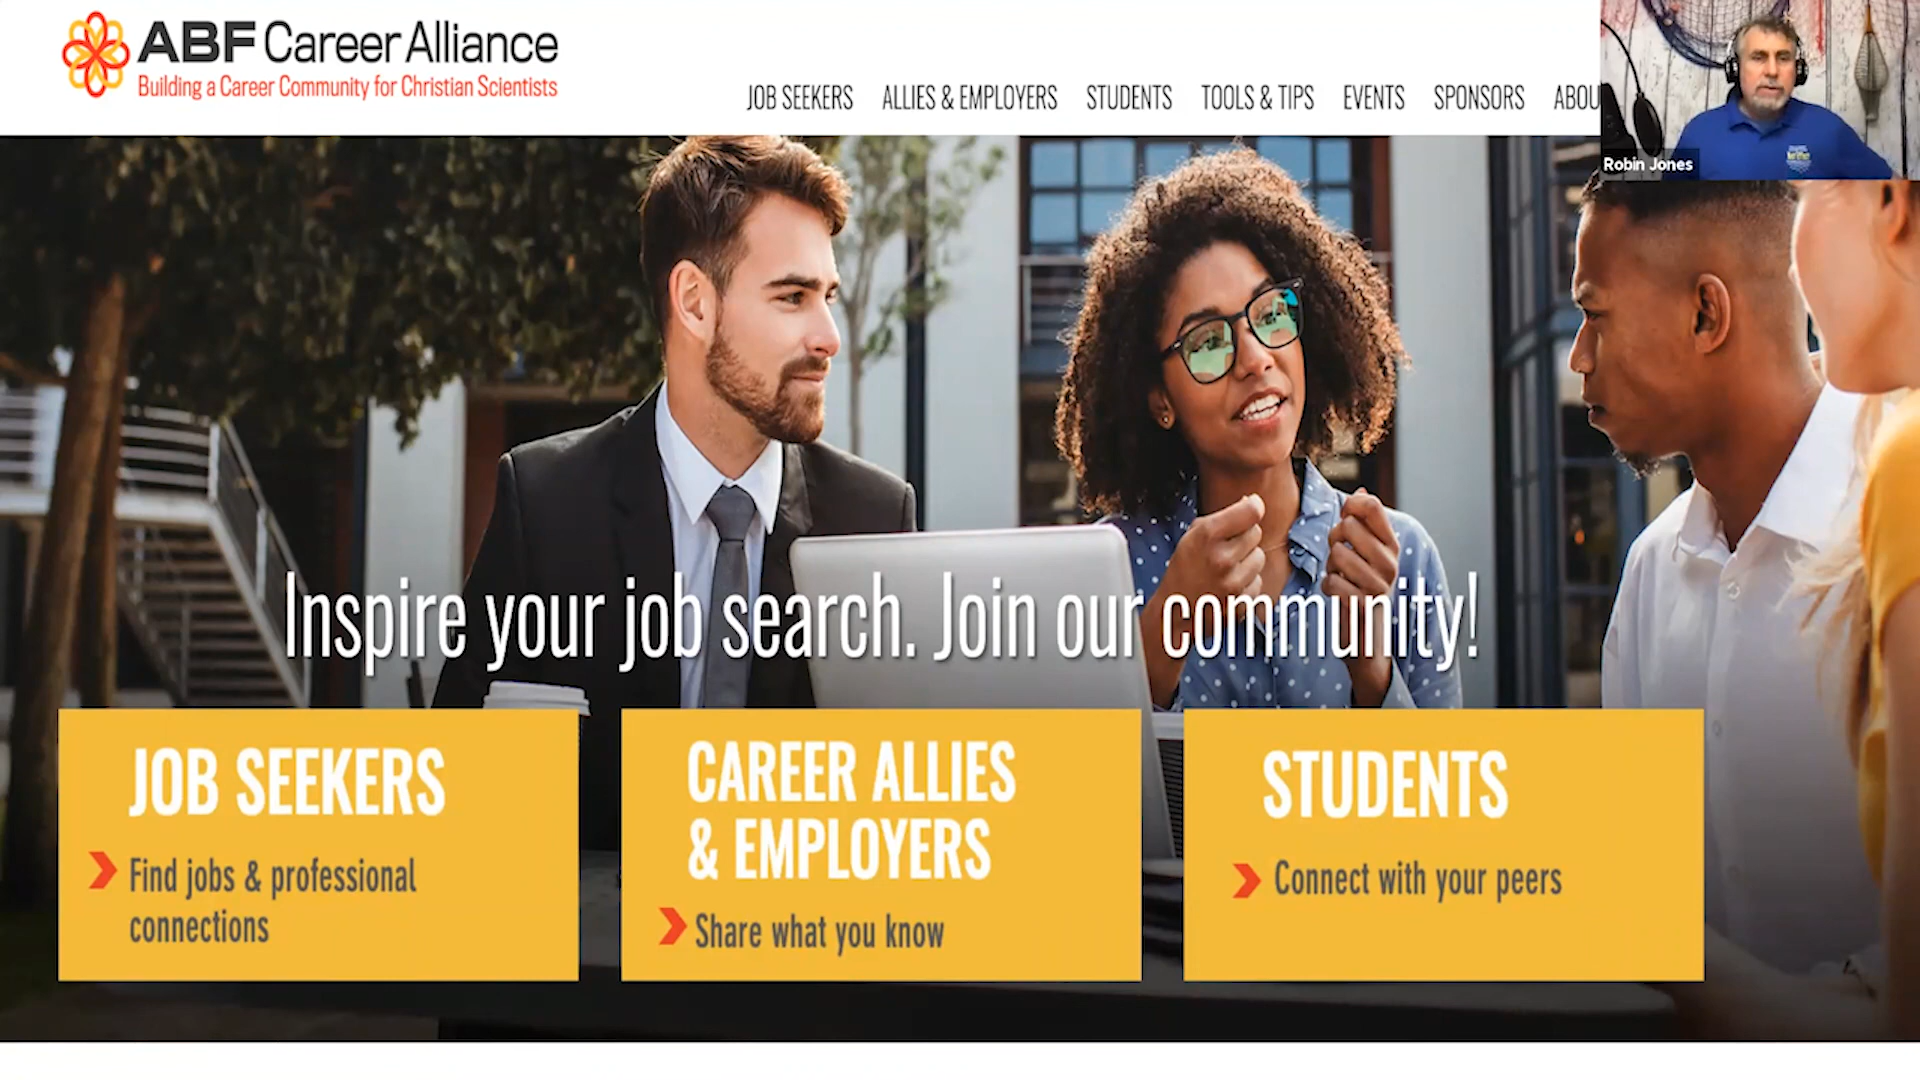 ABF Career Alliance
Building a Career Community for Christian Scientists
JOB SEEKERS ALLIES & EMPLOYERS STUDENTS TOOLS & TIPS EVENTS SPONSORS ABOU
Robin Jones
Inspire your job search. Join our community!
JOB SEEKERS
Find jobs & professional
connections
CAREER ALLIES
& EMPLOYERS
Share what you know
STUDENTS
Connect with your peers